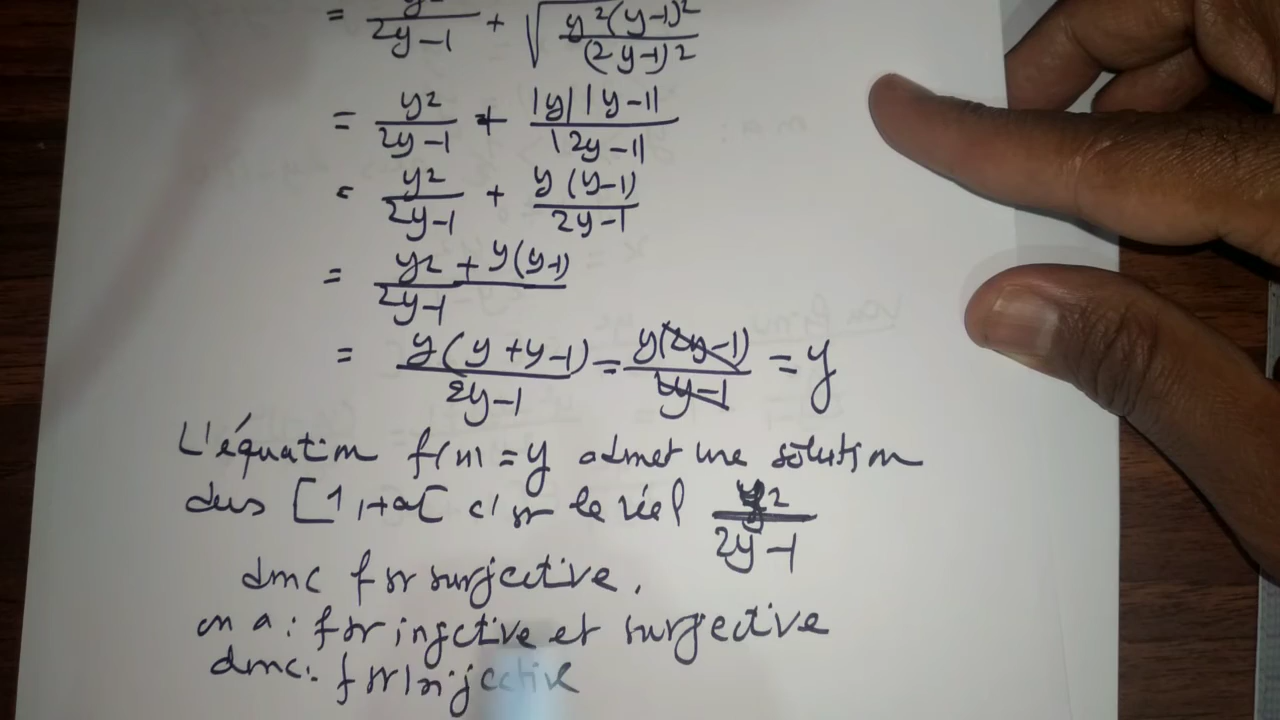 = y²/(2y-1) + √(y²(y-1)²/(2y-1)²)
= y²/(2y-1) + |y||y-1|/|2y-1|
= y²/(2y-1) + y(y-1)/(2y-1)
= (y² + y(y-1))/(2y-1)
= y(y+y-1)/(2y-1) = y(2y-1)/(2y-1) = y
L'équation f(x) = y admet une solution
dans [1,+∞[ c'est le réel y²/(2y-1)
donc f est surjective.
on a : f est injective et surjective
donc : f est bijective